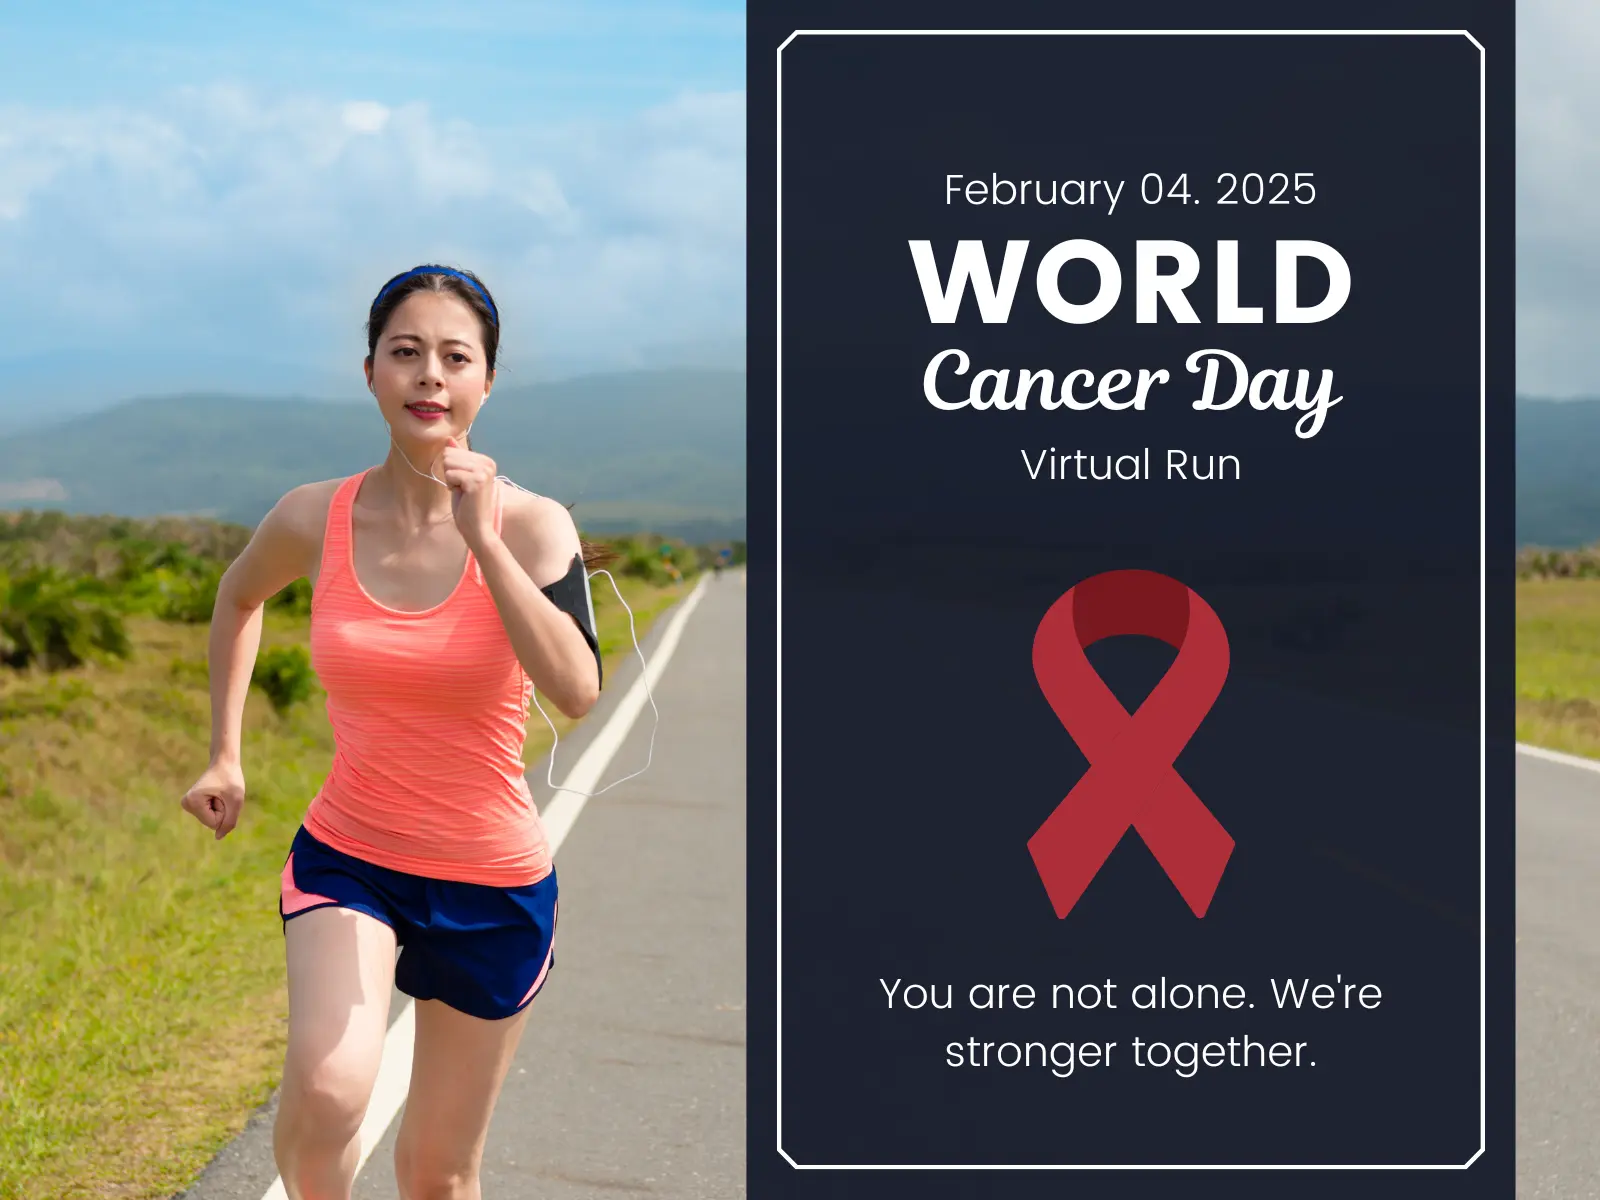 February 04. 2025
WORLD
Cancer Day
Virtual Run
You are not alone. We're
stronger together.